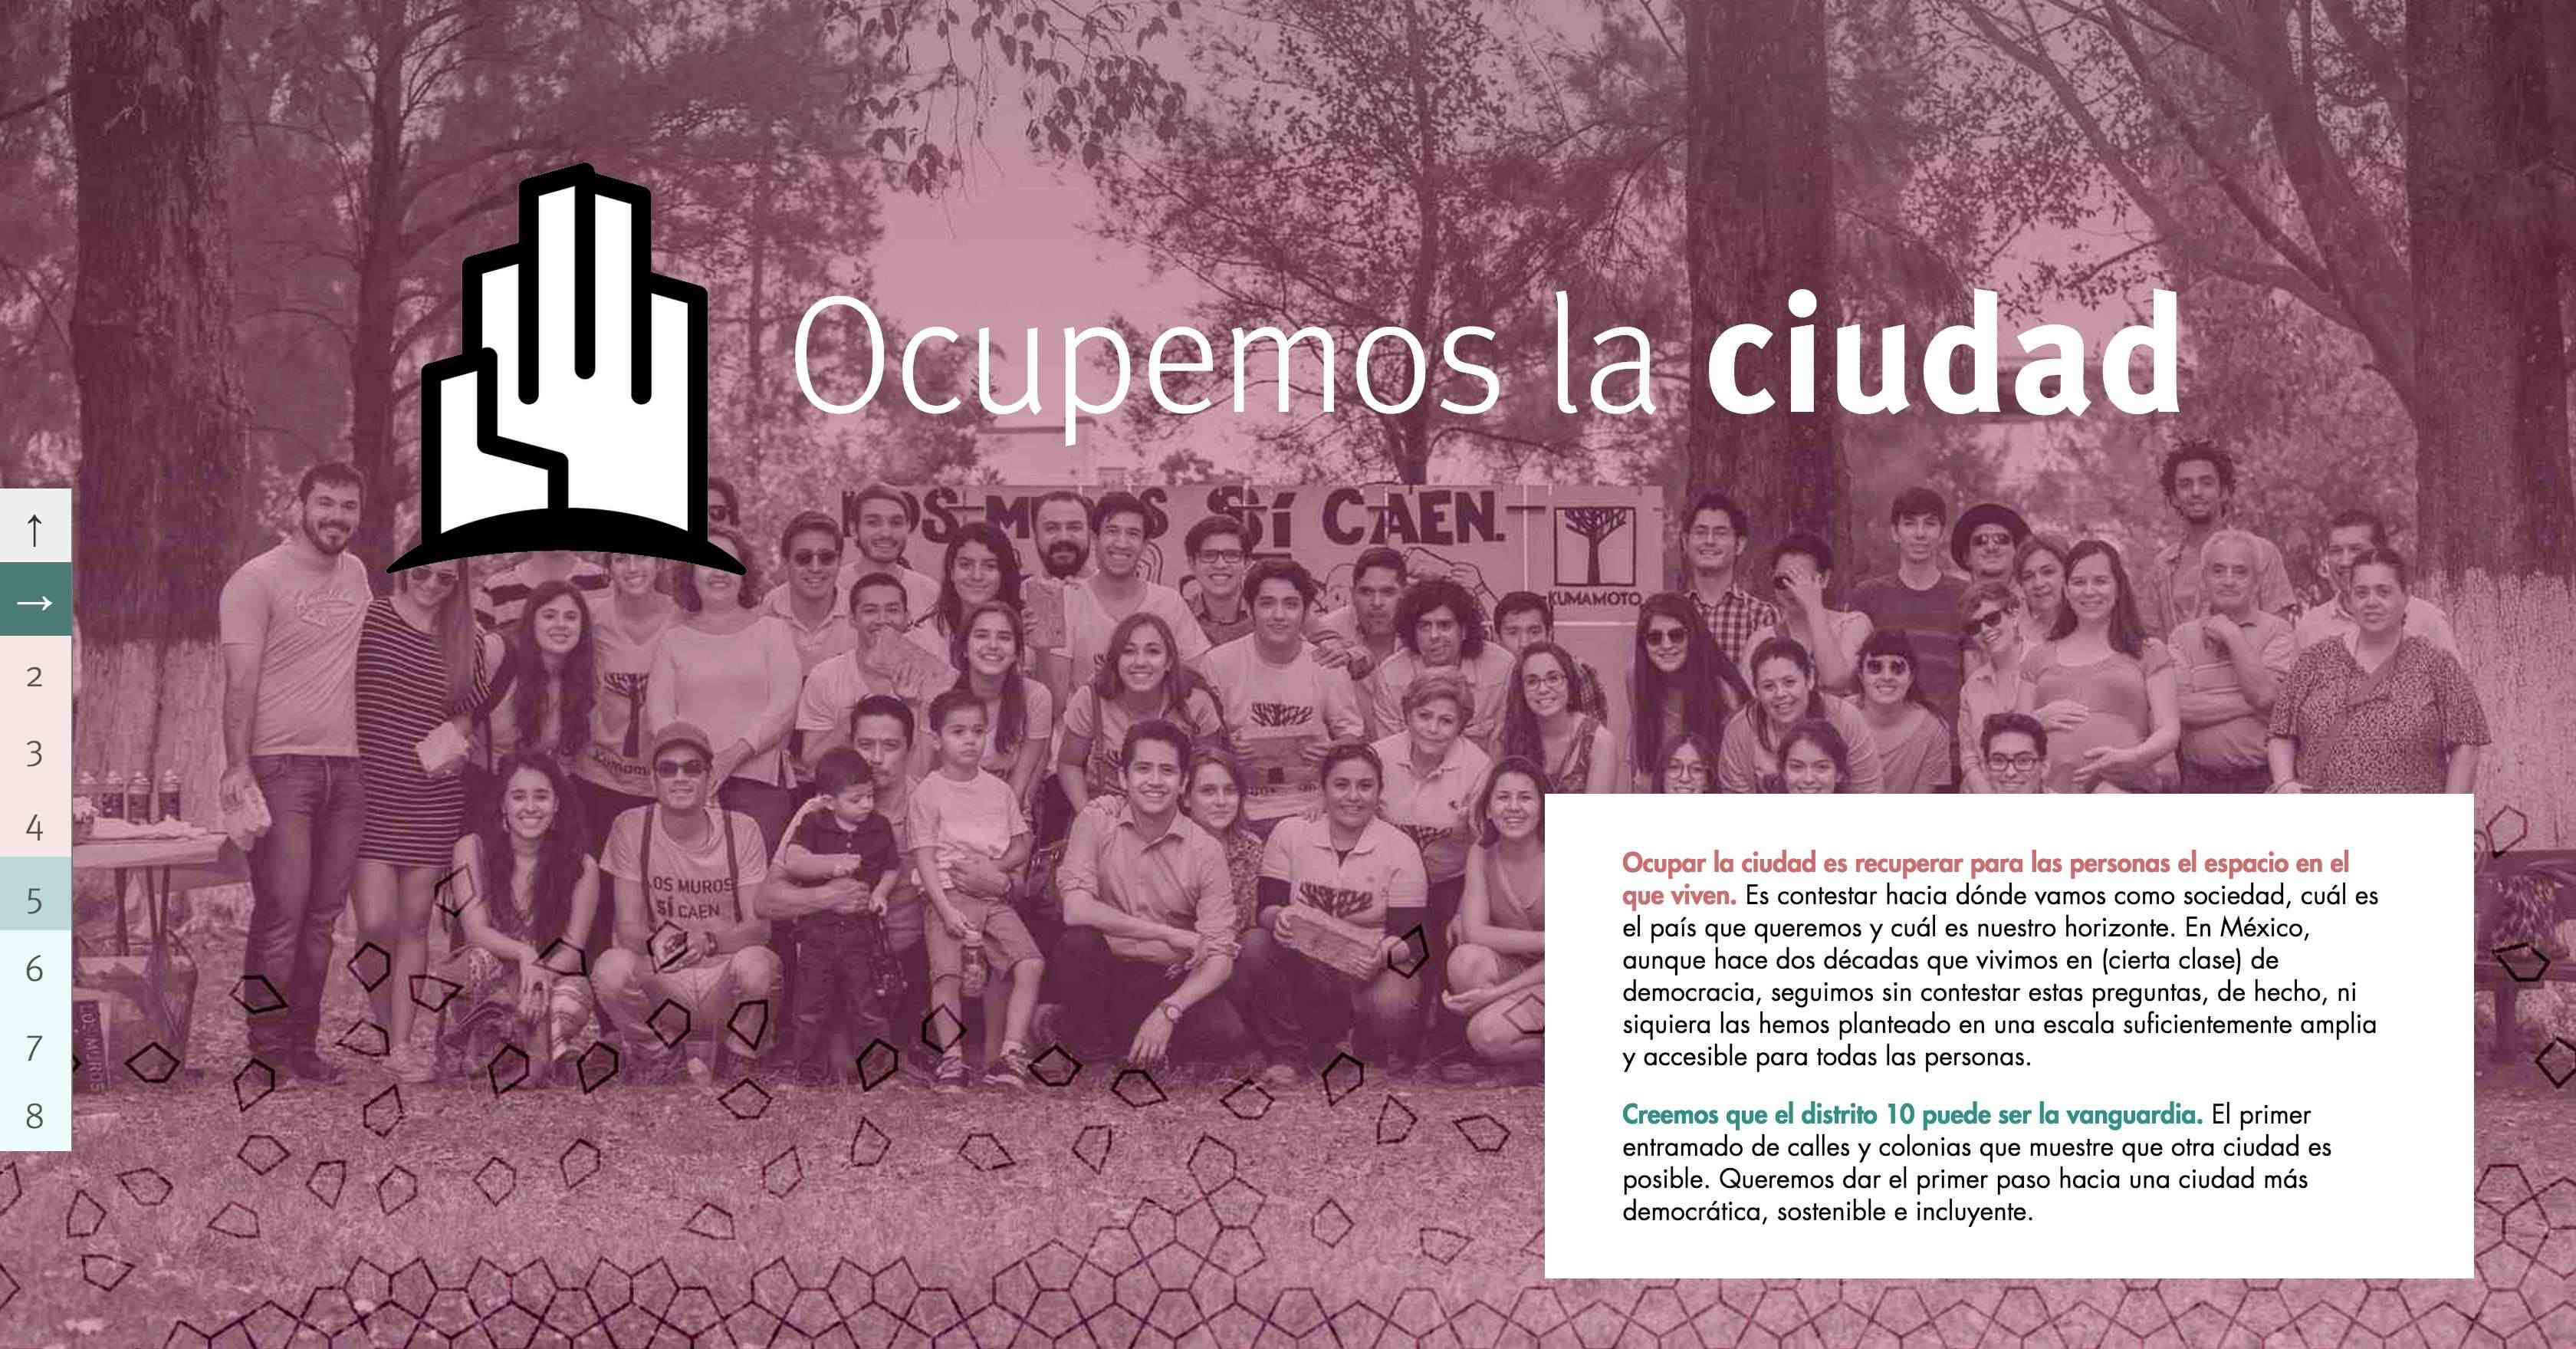 Ocupemos la ciudad
LOS MUROS SÍ CAEN.
KUMAMOTO
↑
→
2
3
4
5
6
7
8
LOS MUROS
SÍ CAEN
Ocupar la ciudad es recuperar para las personas el espacio en el
que viven. Es contestar hacia dónde vamos como sociedad, cuál es
el país que queremos y cuál es nuestro horizonte. En México,
aunque hace dos décadas que vivimos en (cierta clase) de
democracia, seguimos sin contestar estas preguntas, de hecho, ni
siquiera las hemos planteado en una escala suficientemente amplia
y accesible para todas las personas.
Creemos que el distrito 10 puede ser la vanguardia. El primer
entramado de calles y colonias que muestre que otra ciudad es
posible. Queremos dar el primer paso hacia una ciudad más
democrática, sostenible e incluyente.